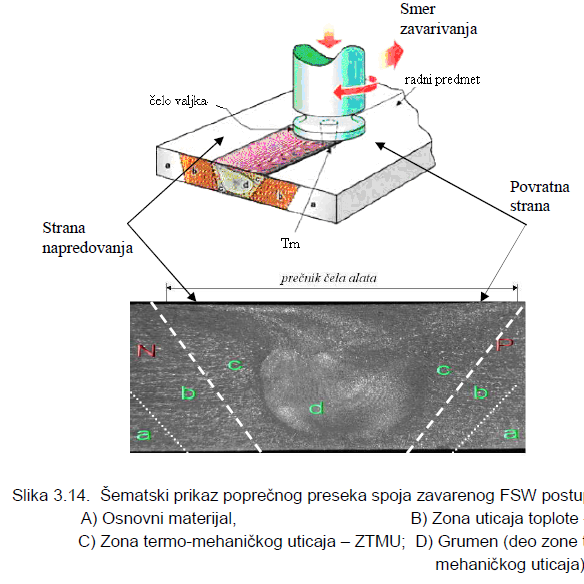 Smer
zavarivanja
radni predmet
čelo valjka
b
c
d
b
a
a
Povratna
strana
Strana
napredovanja
Trn
prečnik čela alata
N
P
c
c
b
b
d
a
a
Slika 3.14. Šematski prikaz poprečnog preseka spoja zavarenog FSW postup
A) Osnovni materijal, B) Zona uticaja toplote
C) Zona termo-mehaničkog uticaja – ZTMU; D) Grumen (deo zone t
mehaničkog uticaja)